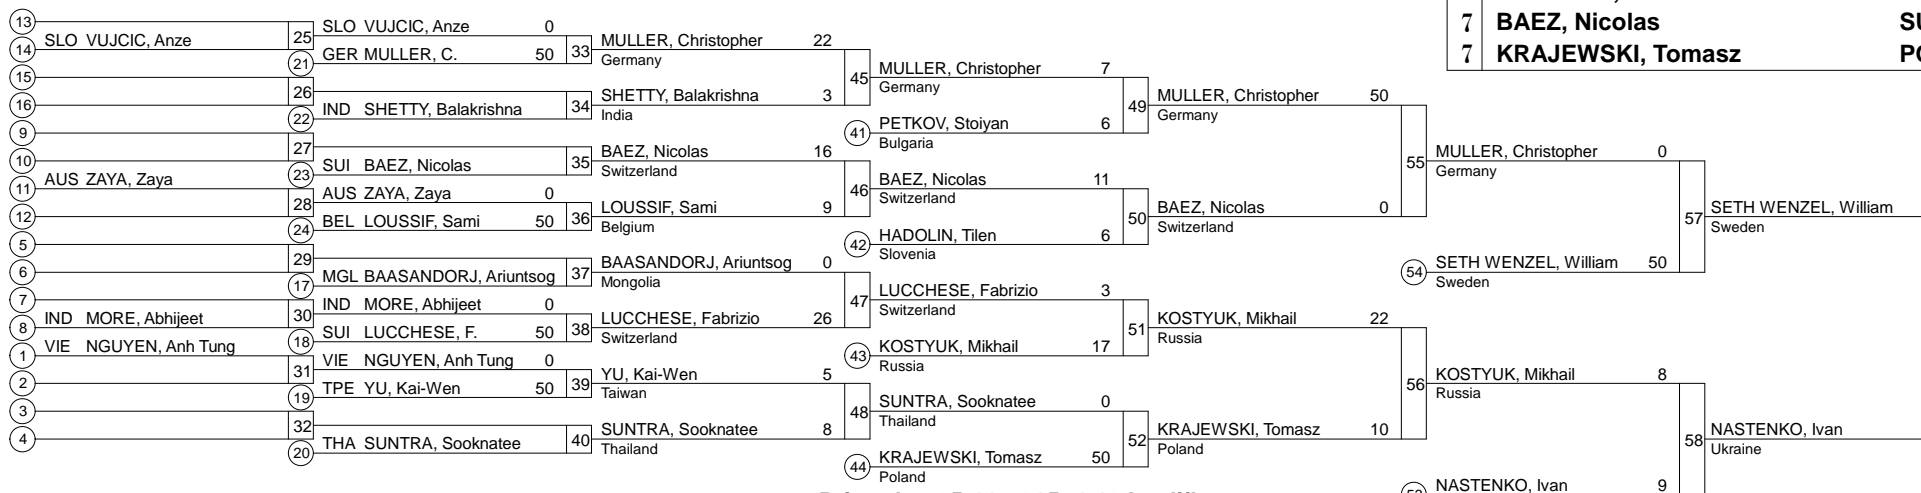 7 BAEZ, Nicolas
7 KRAJEWSKI, Tomasz
13
14 SLO VUJCIC, Anze
15
16
9
10
11 AUS ZAYA, Zaya
12
5
6
7
8 IND MORE, Abhijeet
1 VIE NGUYEN, Anh Tung
2
3
4
25 SLO VUJCIC, Anze 0
21 GER MULLER, C. 50
26
22 IND SHETTY, Balakrishna
27
23 SUI BAEZ, Nicolas
28 AUS ZAYA, Zaya 0
24 BEL LOUSSIF, Sami 50
29
17 MGL BAASANDORJ, Ariuntsog
30 IND MORE, Abhijeet 0
18 SUI LUCCHESE, F. 50
31 VIE NGUYEN, Anh Tung 0
19 TPE YU, Kai-Wen 50
32
20 THA SUNTRA, Sooknatee
33 MULLER, Christopher 22
Germany
34 SHETTY, Balakrishna 3
India
35 BAEZ, Nicolas 16
Switzerland
36 LOUSSIF, Sami 9
Belgium
37 BAASANDORJ, Ariuntsog 0
Mongolia
38 LUCCHESE, Fabrizio 26
Switzerland
39 YU, Kai-Wen 5
Taiwan
40 SUNTRA, Sooknatee 8
Thailand
45 MULLER, Christopher 7
Germany
41 PETKOV, Stoiyan 6
Bulgaria
46 BAEZ, Nicolas 11
Switzerland
42 HADOLIN, Tilen 6
Slovenia
47 LUCCHESE, Fabrizio 3
Switzerland
43 KOSTYUK, Mikhail 17
Russia
48 SUNTRA, Sooknatee 0
Thailand
44 KRAJEWSKI, Tomasz 50
Poland
49 MULLER, Christopher 50
Germany
50 BAEZ, Nicolas 0
Switzerland
51 KOSTYUK, Mikhail 22
Russia
52 KRAJEWSKI, Tomasz 10
Poland
55 MULLER, Christopher 0
Germany
54 SETH WENZEL, William 50
Sweden
56 KOSTYUK, Mikhail 8
Russia
NASTENKO, Ivan 9
57 SETH WENZEL, William
Sweden
58 NASTENKO, Ivan
Ukraine